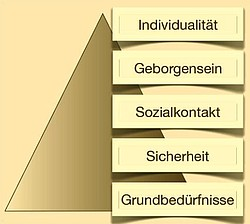 Individualität
Geborgensein
Sozialkontakt
Sicherheit
Grundbedürfnisse